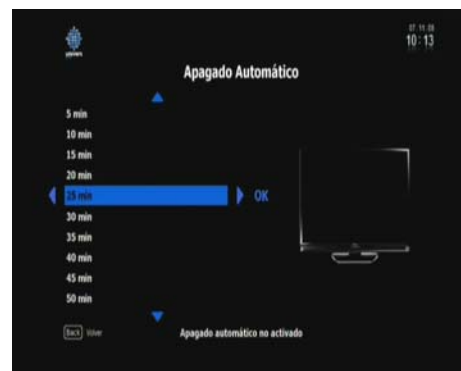 10:13
Apagado Automático
5 min
10 min
15 min
20 min
25 min
OK
30 min
35 min
40 min
45 min
50 min
Back Volver
Apagado automático no activado